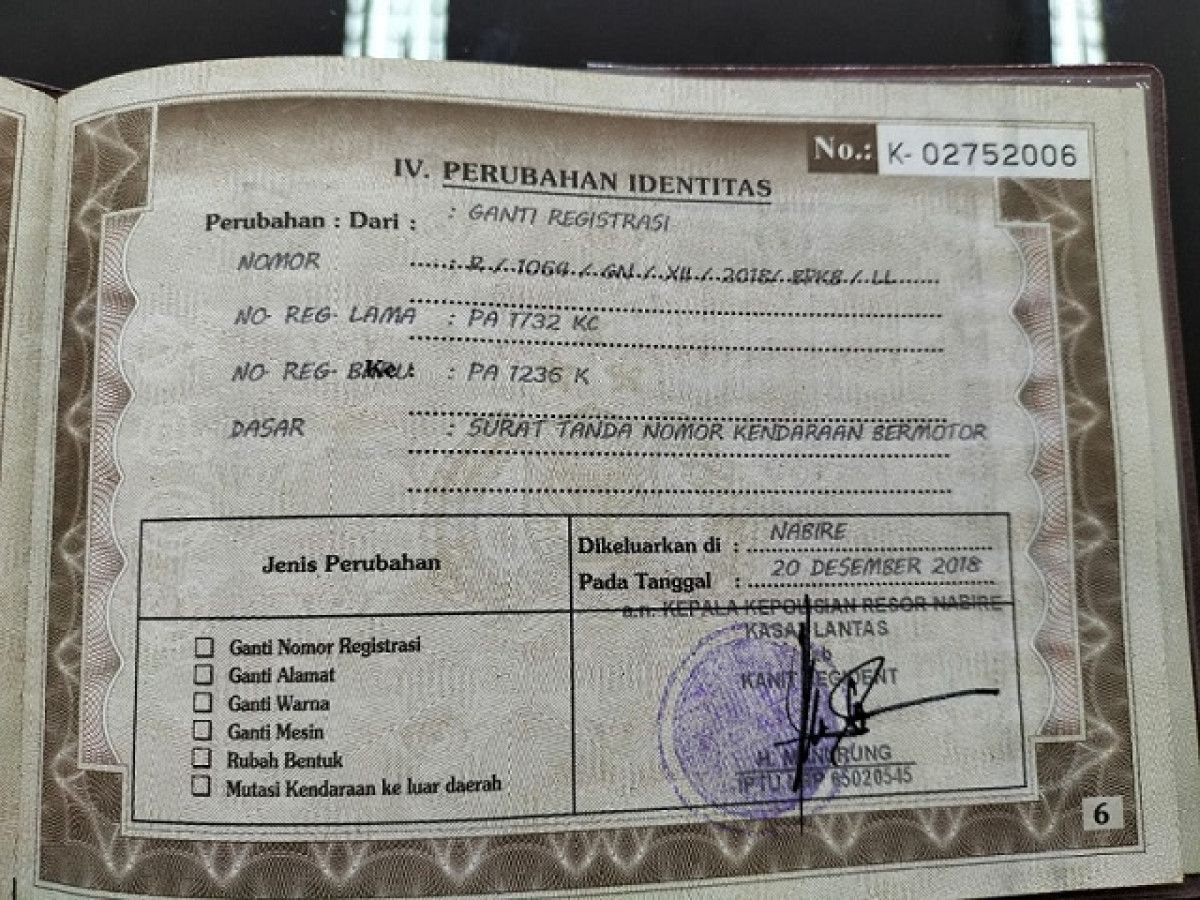 No.: K- 02752006
IV. PERUBAHAN IDENTITAS
Perubahan : Dari : : GANTI REGISTRASI
NOMOR : R / 1064 / GN / XII / 2018/ BPKB / LL
NO- REG- LAMA : PA 1732 KC
NO REG- BARU Ke : : PA 1236 K
DASAR : SURAT TANDA NOMOR KENDARAAN BERMOTOR
Jenis Perubahan
Dikeluarkan di : NABIRE
Pada Tanggal : 20 DESEMBER 2018
a.n. KEPALA KEPOLISIAN RESOR NABIRE
KASAT LANTAS
KANIT REGIDENT
Ganti Nomor Registrasi
Ganti Alamat
Ganti Warna
Ganti Mesin
Rubah Bentuk
Mutasi Kendaraan ke luar daerah
H. MANURUNG
IPTU NRP 65020545
6